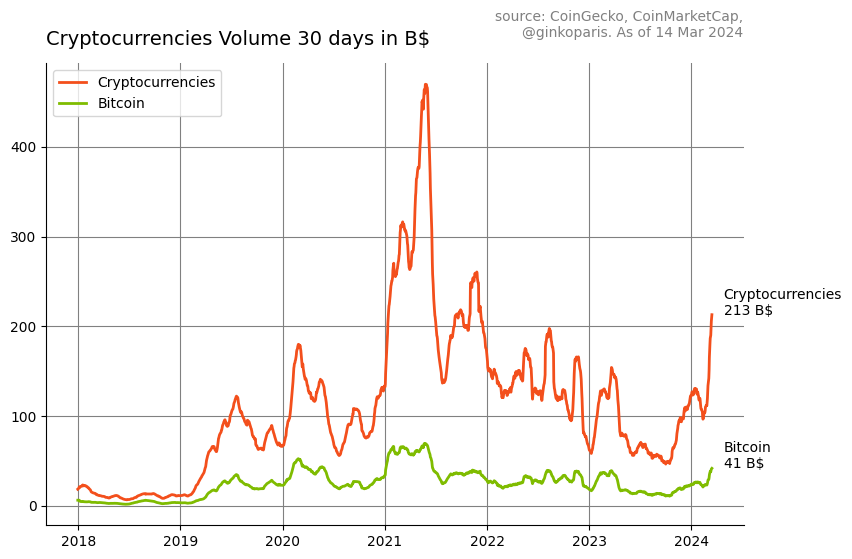 source: CoinGecko, CoinMarketCap,
@ginkoparis. As of 14 Mar 2024
Cryptocurrencies Volume 30 days in B$
Cryptocurrencies
Bitcoin
400
300
200
100
0
Cryptocurrencies
213 B$
Bitcoin
41 B$
2018 2019 2020 2021 2022 2023 2024